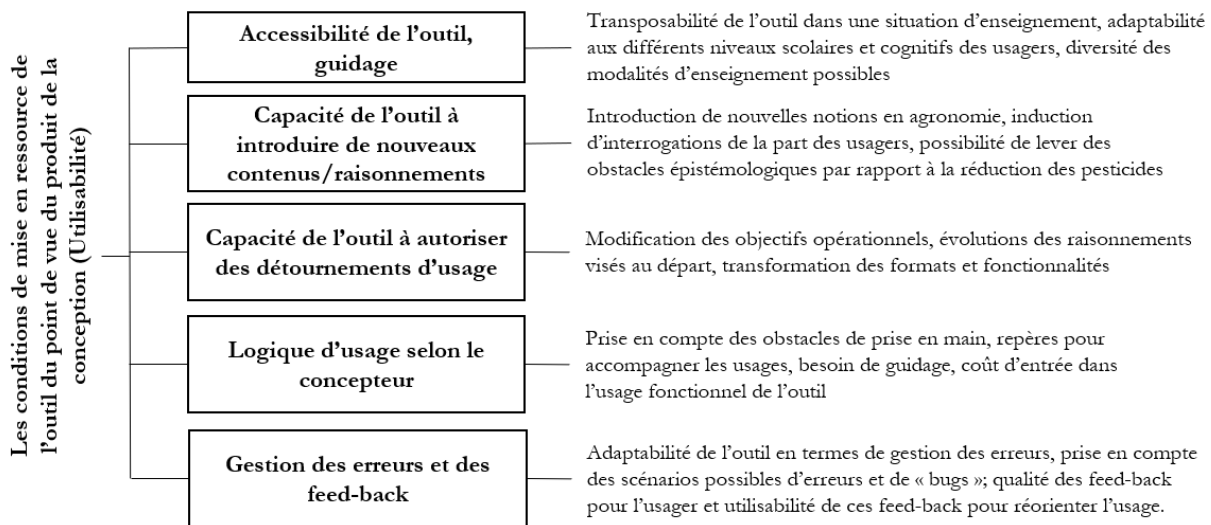 Les conditions de mise en ressource de
l’outil du point de vue du produit de la
conception (Utilisabilité)
Accessibilité de l’outil,
guidage
Transposabilité de l’outil dans une situation d’enseignement, adaptabilité
aux différents niveaux scolaires et cognitifs des usagers, diversité des
modalités d’enseignement possibles
Capacité de l’outil à
introduire de nouveaux
contenus/raisonnements
Introduction de nouvelles notions en agronomie, induction
d’interrogations de la part des usagers, possibilité de lever des
obstacles épistémologiques par rapport à la réduction des pesticides
Capacité de l’outil à autoriser
des détournements d’usage
Modification des objectifs opérationnels, évolutions des raisonnements
visés au départ, transformation des formats et fonctionnalités
Logique d’usage selon le
concepteur
Prise en compte des obstacles de prise en main, repères pour
accompagner les usages, besoin de guidage, coût d’entrée dans
l’usage fonctionnel de l’outil
Gestion des erreurs et des
feed-back
Adaptabilité de l’outil en termes de gestion des erreurs, prise en compte
des scénarios possibles d’erreurs et de « bugs »; qualité des feed-back
pour l’usager et utilisabilité de ces feed-back pour réorienter l’usage.